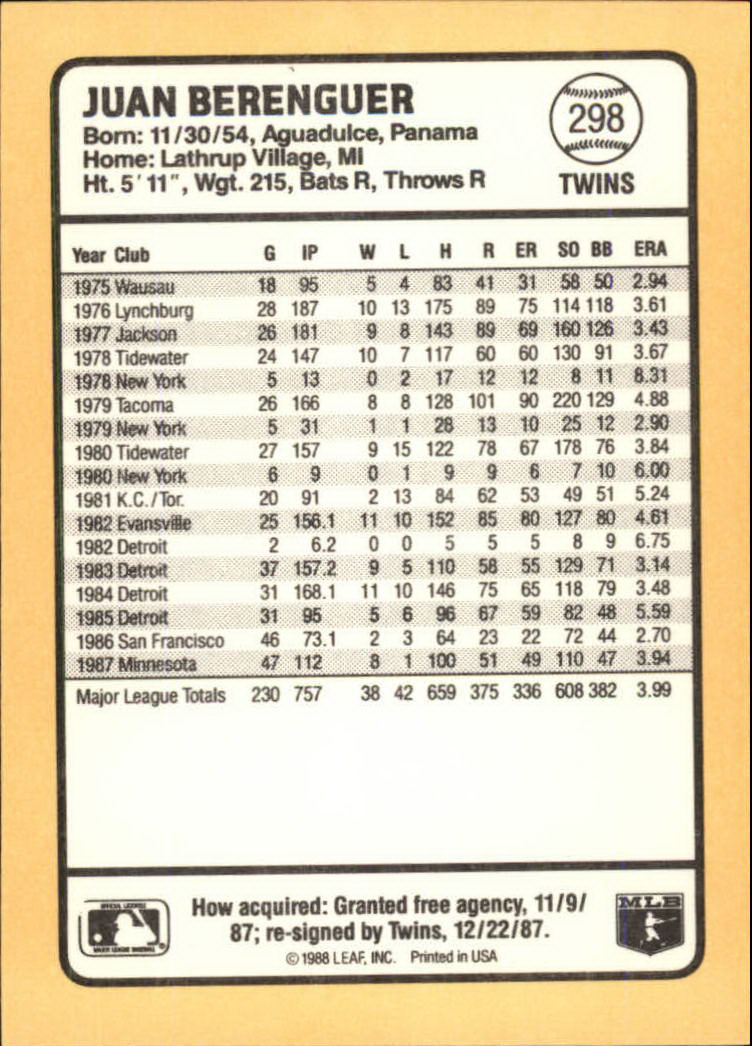 JUAN BERENGUER
Born: 11/30/54, Aguadulce, Panama
Home: Lathrup Village, MI
Ht. 5'11", Wgt. 215, Bats R, Throws R
298
TWINS
Year Club G IP W L H R ER SO BB ERA
1975 Wausau 18 95 5 4 83 41 31 58 50 2.94
1976 Lynchburg 28 187 10 13 175 89 75 114 118 3.61
1977 Jackson 26 181 9 8 143 89 69 160 126 3.43
1978 Tidewater 24 147 10 7 117 60 60 130 91 3.67
1978 New York 5 13 0 2 17 12 12 8 11 8.31
1979 Tacoma 26 166 8 8 128 101 90 220 129 4.88
1979 New York 5 31 1 1 28 13 10 25 12 2.90
1980 Tidewater 27 157 9 15 122 78 67 178 76 3.84
1980 New York 6 9 0 1 9 9 6 7 10 6.00
1981 K.C./Tor. 20 91 2 13 84 62 53 49 51 5.24
1982 Evansville 25 156.1 11 10 152 85 80 127 80 4.61
1982 Detroit 2 6.2 0 0 5 5 5 8 9 6.75
1983 Detroit 37 157.2 9 5 110 58 55 129 71 3.14
1984 Detroit 31 168.1 11 10 146 75 65 118 79 3.48
1985 Detroit 31 95 5 6 96 67 59 82 48 5.59
1986 San Francisco 46 73.1 2 3 64 23 22 72 44 2.70
1987 Minnesota 47 112 8 1 100 51 49 110 47 3.94
Major League Totals 230 757 38 42 659 375 336 608 382 3.99
OFFICIAL LICENSEE
MAJOR LEAGUE BASEBALL
®
How acquired: Granted free agency, 11/9/
87; re-signed by Twins, 12/22/87.
© 1988 LEAF, INC. Printed in USA
MLB